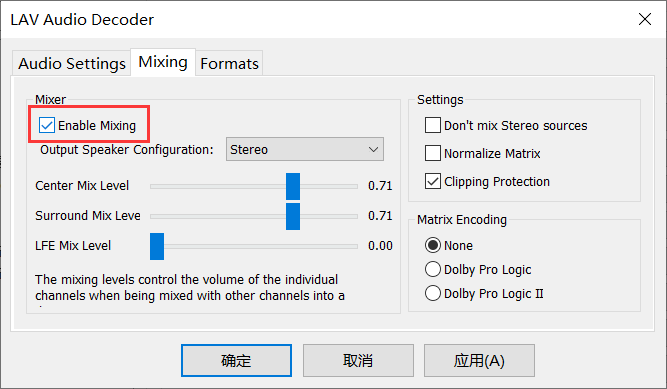 LAV Audio Decoder
Audio Settings Mixing Formats
Mixer
Enable Mixing
Output Speaker Configuration: Stereo
Center Mix Level 0.71
Surround Mix Leve 0.71
LFE Mix Level 0.00
The mixing levels control the volume of the individual
channels when being mixed with other channels into a
Settings
Don't mix Stereo sources
Normalize Matrix
Clipping Protection
Matrix Encoding
None
Dolby Pro Logic
Dolby Pro Logic II
确定 取消 应用(A)